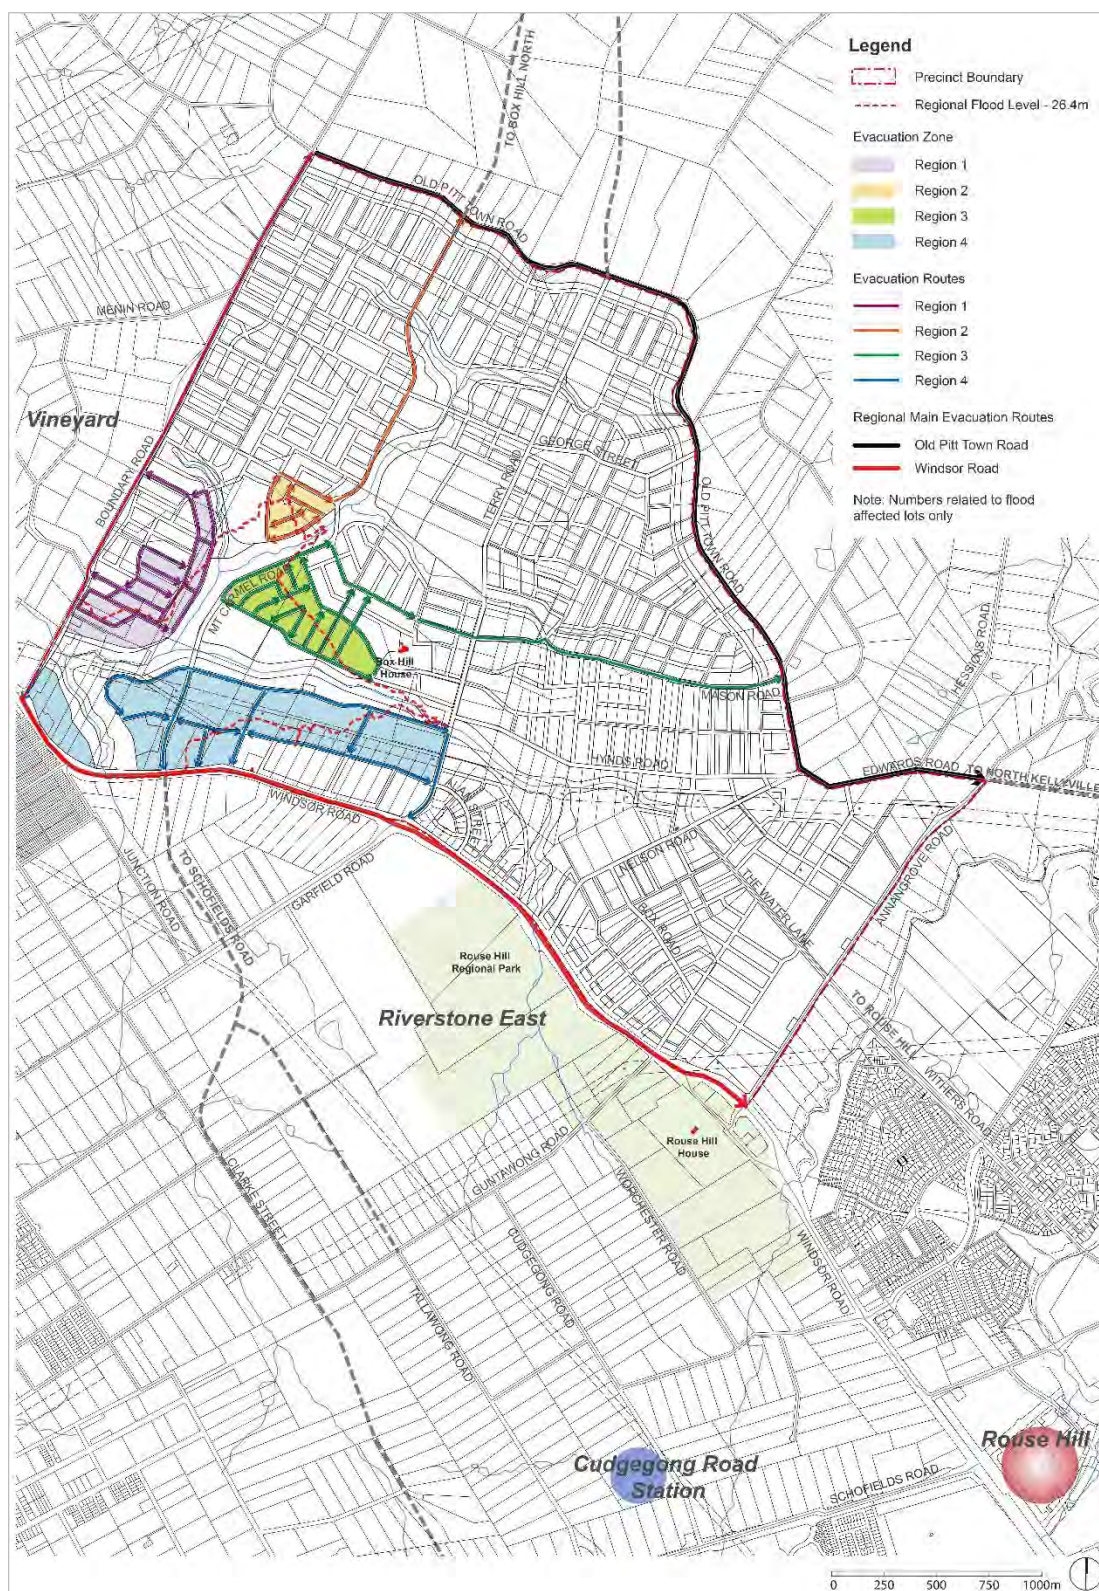 Legend
Precinct Boundary
Regional Flood Level - 26.4m
Evacuation Zone
Region 1
Region 2
Region 3
Region 4
Evacuation Routes
Region 1
Region 2
Region 3
Region 4
Regional Main Evacuation Routes
Old Pitt Town Road
Windsor Road
Note: Numbers related to flood
affected lots only
TO BOX HILL NORTH
OLD PITT TOWN ROAD
MENIN ROAD
Vineyard
BOUNDARY ROAD
GEORGE STREET
TERRY ROAD
OLD PITT TOWN ROAD
MT CARMEL ROAD
Box Hill
House
MASON ROAD
HESSIONS ROAD
HYNDS ROAD
EDWARDS ROAD
TO NORTH KELLYVILLE
WINDSOR ROAD
ALAN STREET
NELSON ROAD
THE WATER LANE
BOX ROAD
ANNANGROVE ROAD
JUNCTION ROAD
TO SCHOFIELDS ROAD
GARFIELD ROAD
Rouse Hill
Regional Park
Riverstone East
TO ROUSE HILL
WITHERS ROAD
Rouse Hill
House
GUNTAWONG ROAD
WORCHESTER ROAD
CLARKE STREET
CUDGEGONG ROAD
TALLAWONG ROAD
WINDSOR ROAD
Rouse Hill
Cudgegong Road
Station
SCHOFIELDS ROAD
0 250 500 750 1000m